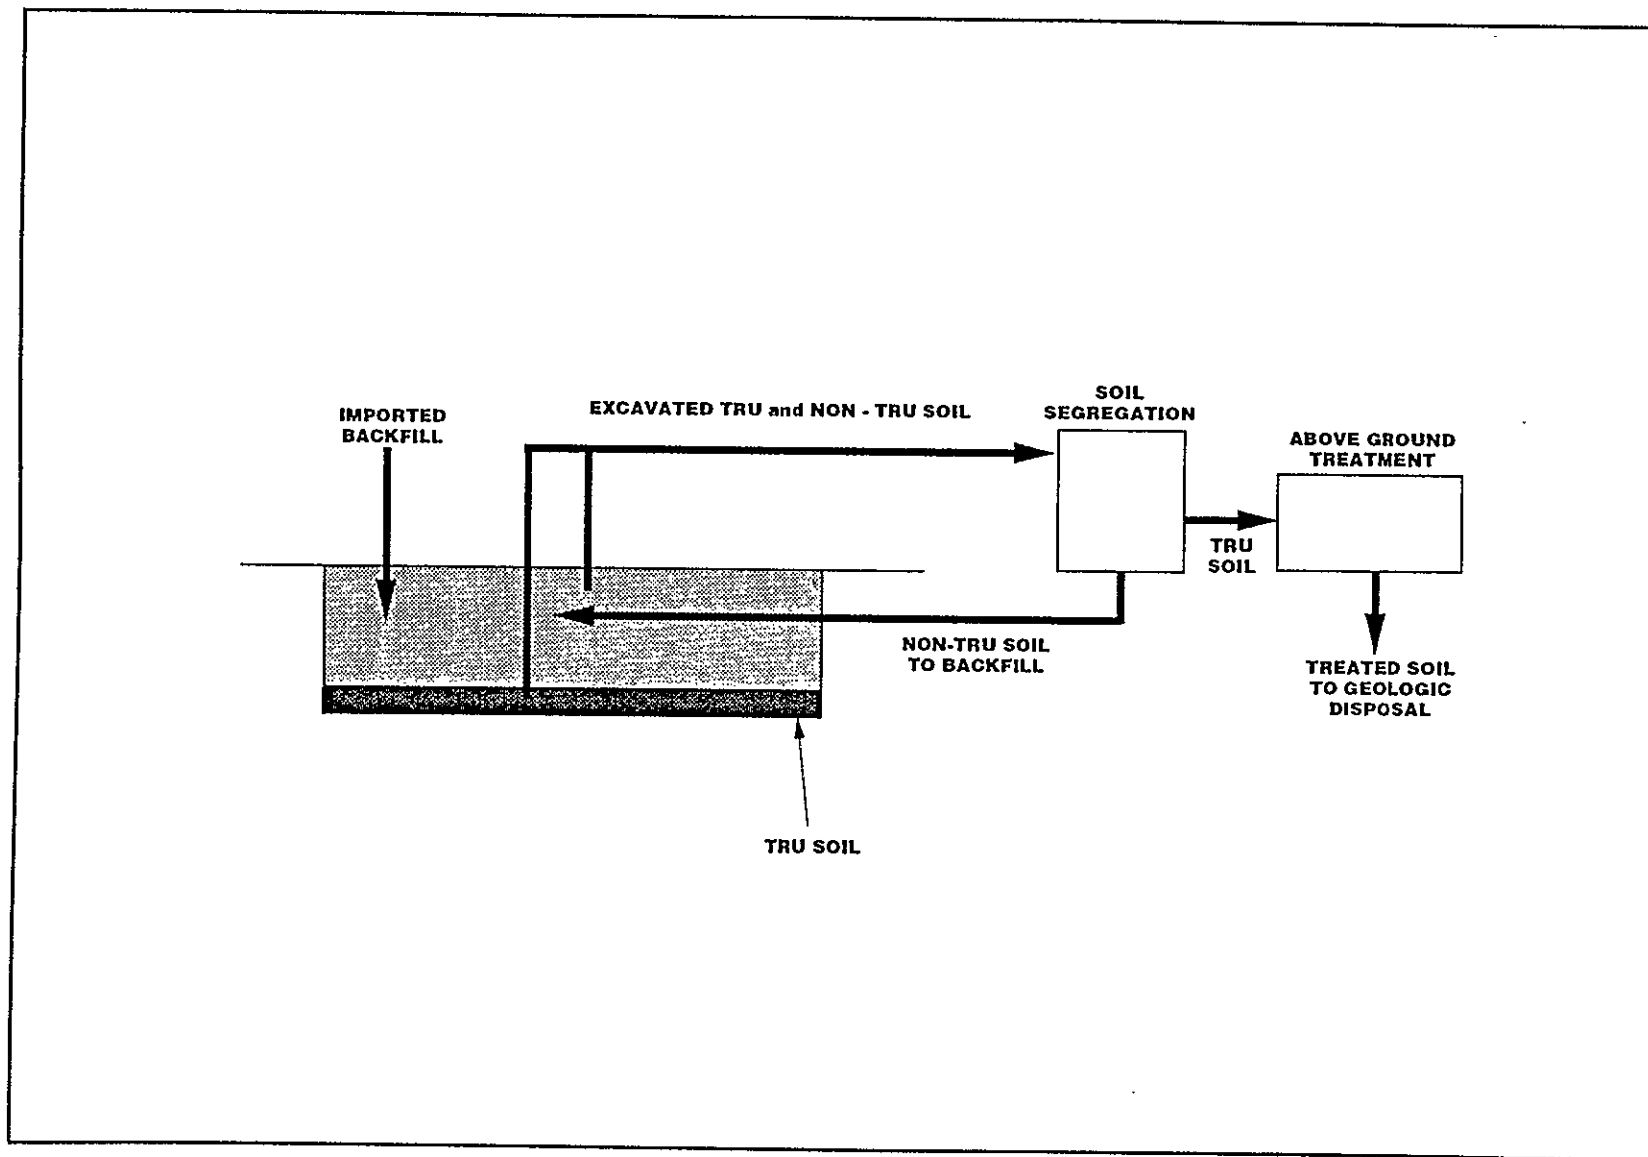 IMPORTED
BACKFILL
EXCAVATED TRU and NON - TRU SOIL
SOIL
SEGREGATION
ABOVE GROUND
TREATMENT
TRU
SOIL
NON-TRU SOIL
TO BACKFILL
TREATED SOIL
TO GEOLOGIC
DISPOSAL
TRU SOIL